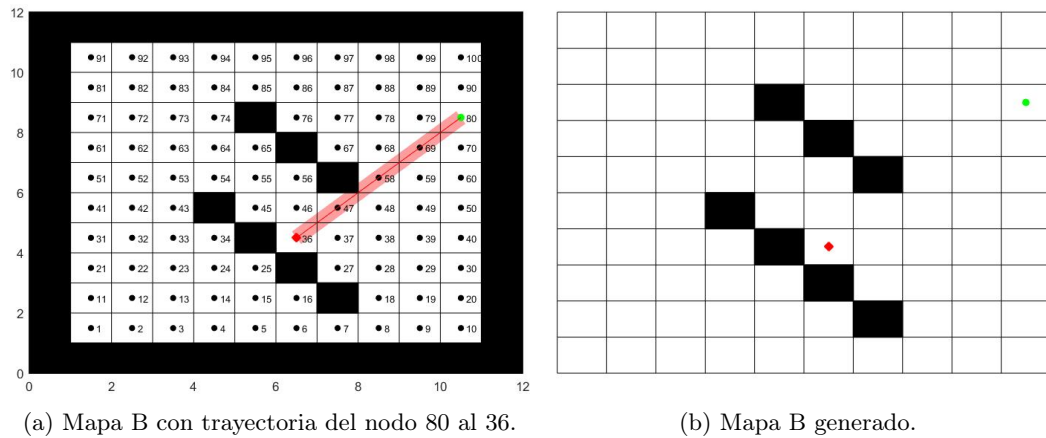 12
10
8
6
4
2
0
91 92 93 94 95 96 97 98 99 100
81 82 83 84 85 86 87 88 89 90
71 72 73 74 76 77 78 79 80
61 62 63 64 65 67 68 69 70
51 52 53 54 55 56 58 59 60
41 42 43 45 46 47 48 49 50
31 32 33 34 36 37 38 39 40
21 22 23 24 25 27 28 29 30
11 12 13 14 15 16 18 19 20
1 2 3 4 5 6 7 8 9 10
0 2 4 6 8 10 12
(a) Mapa B con trayectoria del nodo 80 al 36.
(b) Mapa B generado.